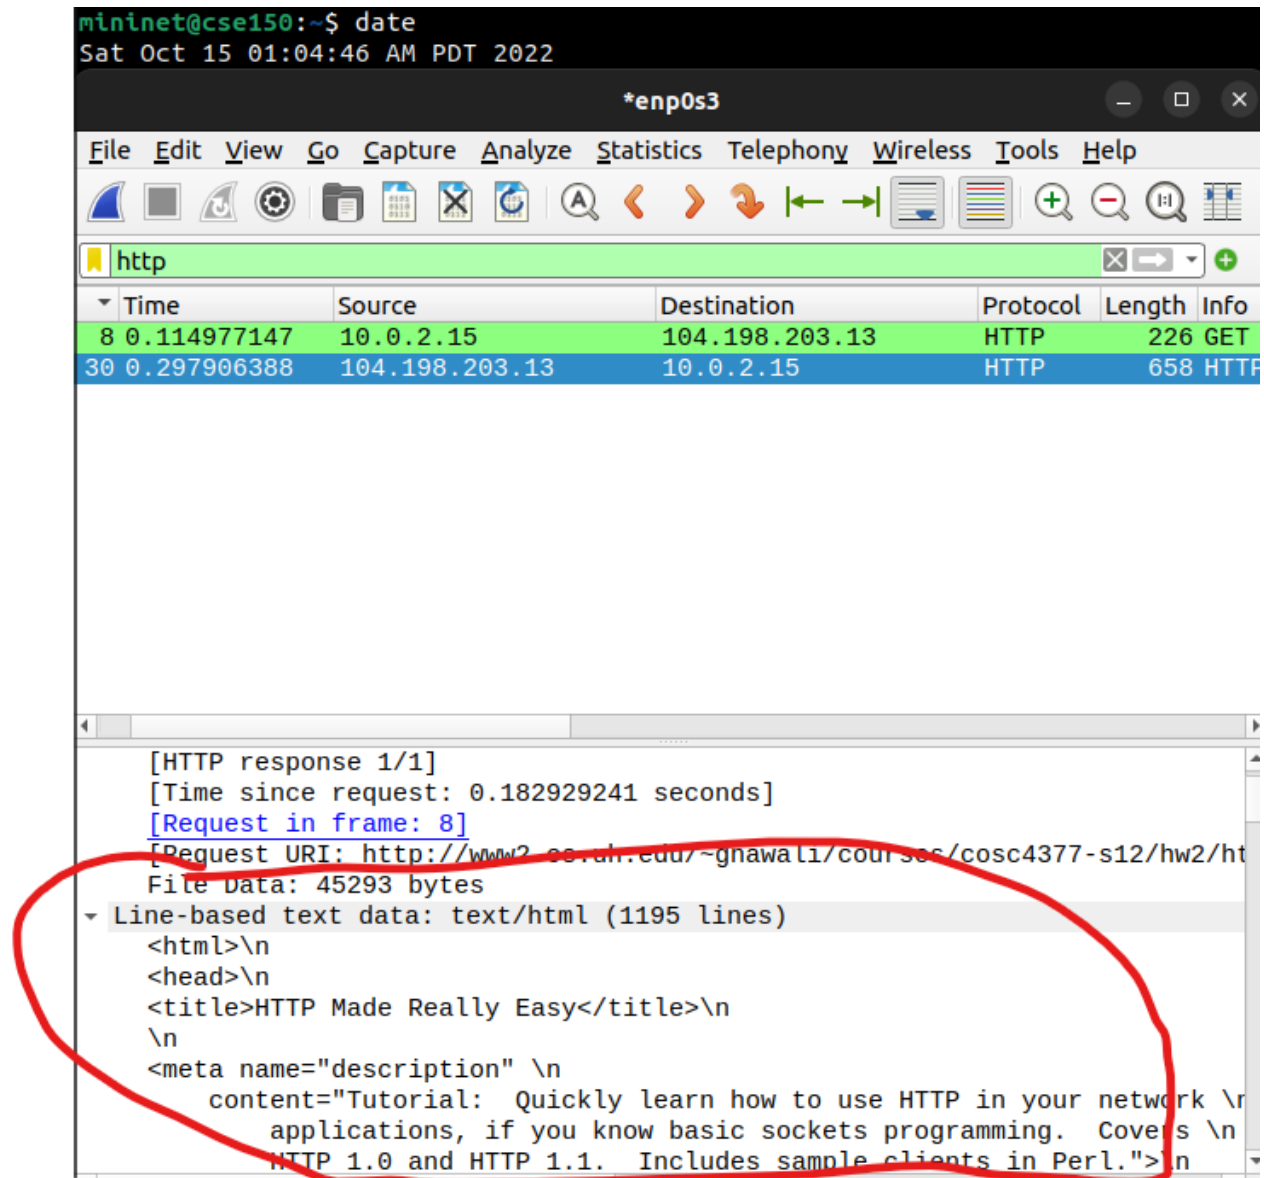 mininet@cse150:~$ date
Sat Oct 15 01:04:46 AM PDT 2022
*enp0s3
File Edit View Go Capture Analyze Statistics Telephony Wireless Tools Help
http
Time Source Destination Protocol Length Info
8 0.114977147 10.0.2.15 104.198.203.13 HTTP 226 GET
30 0.297906388 104.198.203.13 10.0.2.15 HTTP 658 HTTP
[HTTP response 1/1]
[Time since request: 0.182929241 seconds]
[Request in frame: 8]
[Request URI: http://www2.cs.uh.edu/~gnawali/courses/cosc4377-s12/hw2/ht
File Data: 45293 bytes
Line-based text data: text/html (1195 lines)
<html>\n
<head>\n
<title>HTTP Made Really Easy</title>\n
\n
<meta name="description" \n
content="Tutorial: Quickly learn how to use HTTP in your network \n
applications, if you know basic sockets programming. Covers \n
HTTP 1.0 and HTTP 1.1. Includes sample clients in Perl.">\n